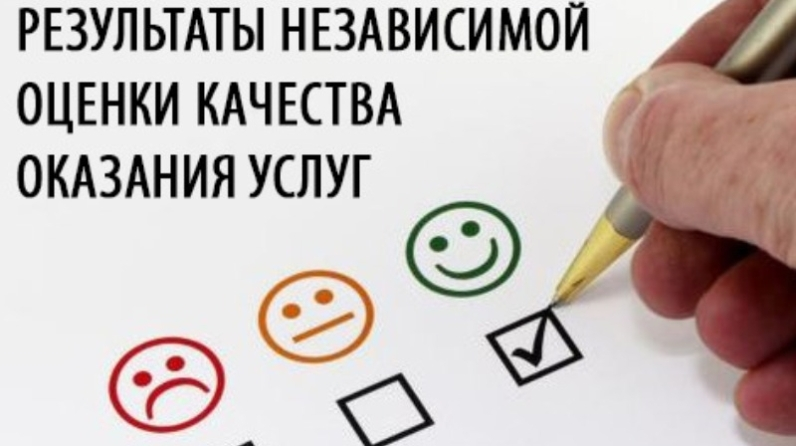 РЕЗУЛЬТАТЫ НЕЗАВИСИМОЙ
ОЦЕНКИ КАЧЕСТВА
ОКАЗАНИЯ УСЛУГ